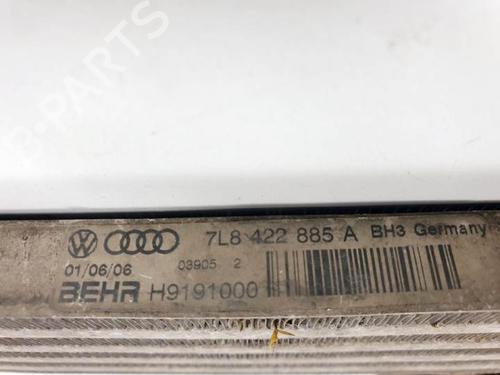 B-PARTS
7L8 422 885 A BH3 Germany
01/06/06 03905 2
BEHR H9191000